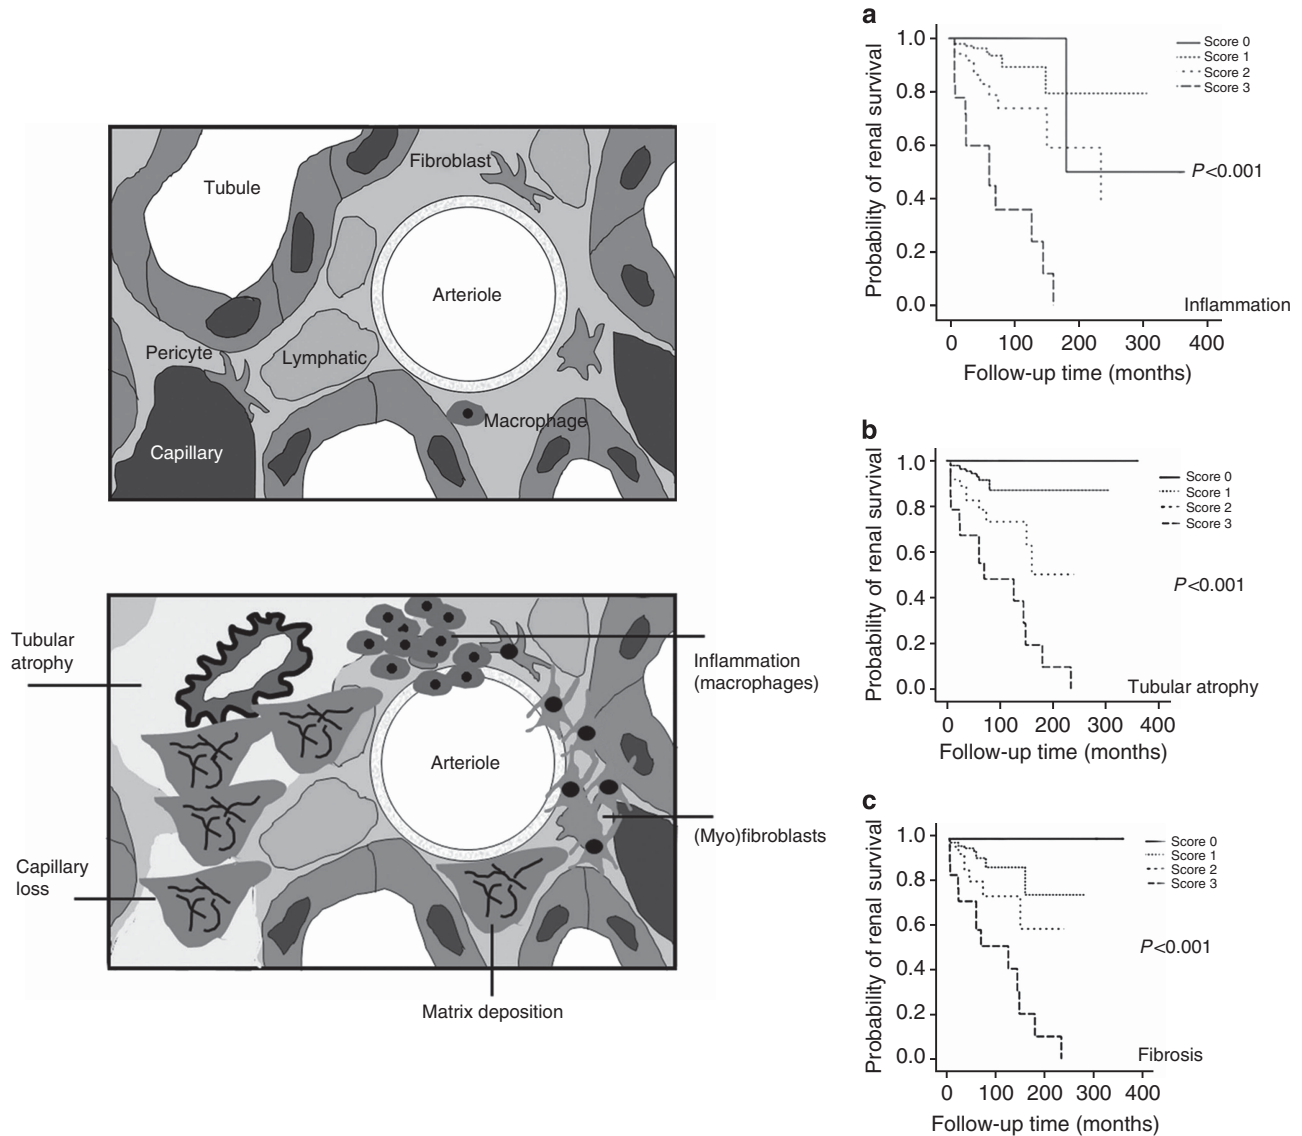 Fibroblast
Tubule
Arteriole
Pericyte
Lymphatic
Macrophage
Capillary
Tubular
atrophy
Inflammation
(macrophages)
Arteriole
(Myo)fibroblasts
Capillary
loss
Matrix deposition
a
Probability of renal survival
1.0
0.8
0.6
0.4
0.2
0.0
Score 0
Score 1
Score 2
Score 3
P<0.001
Inflammation
0 100 200 300 400
Follow-up time (months)
b
Probability of renal survival
1.0
0.8
0.6
0.4
0.2
0.0
Score 0
Score 1
Score 2
Score 3
P<0.001
Tubular atrophy
0 100 200 300 400
Follow-up time (months)
c
Probability of renal survival
1.0
0.8
0.6
0.4
0.2
0.0
Score 0
Score 1
Score 2
Score 3
P<0.001
Fibrosis
0 100 200 300 400
Follow-up time (months)